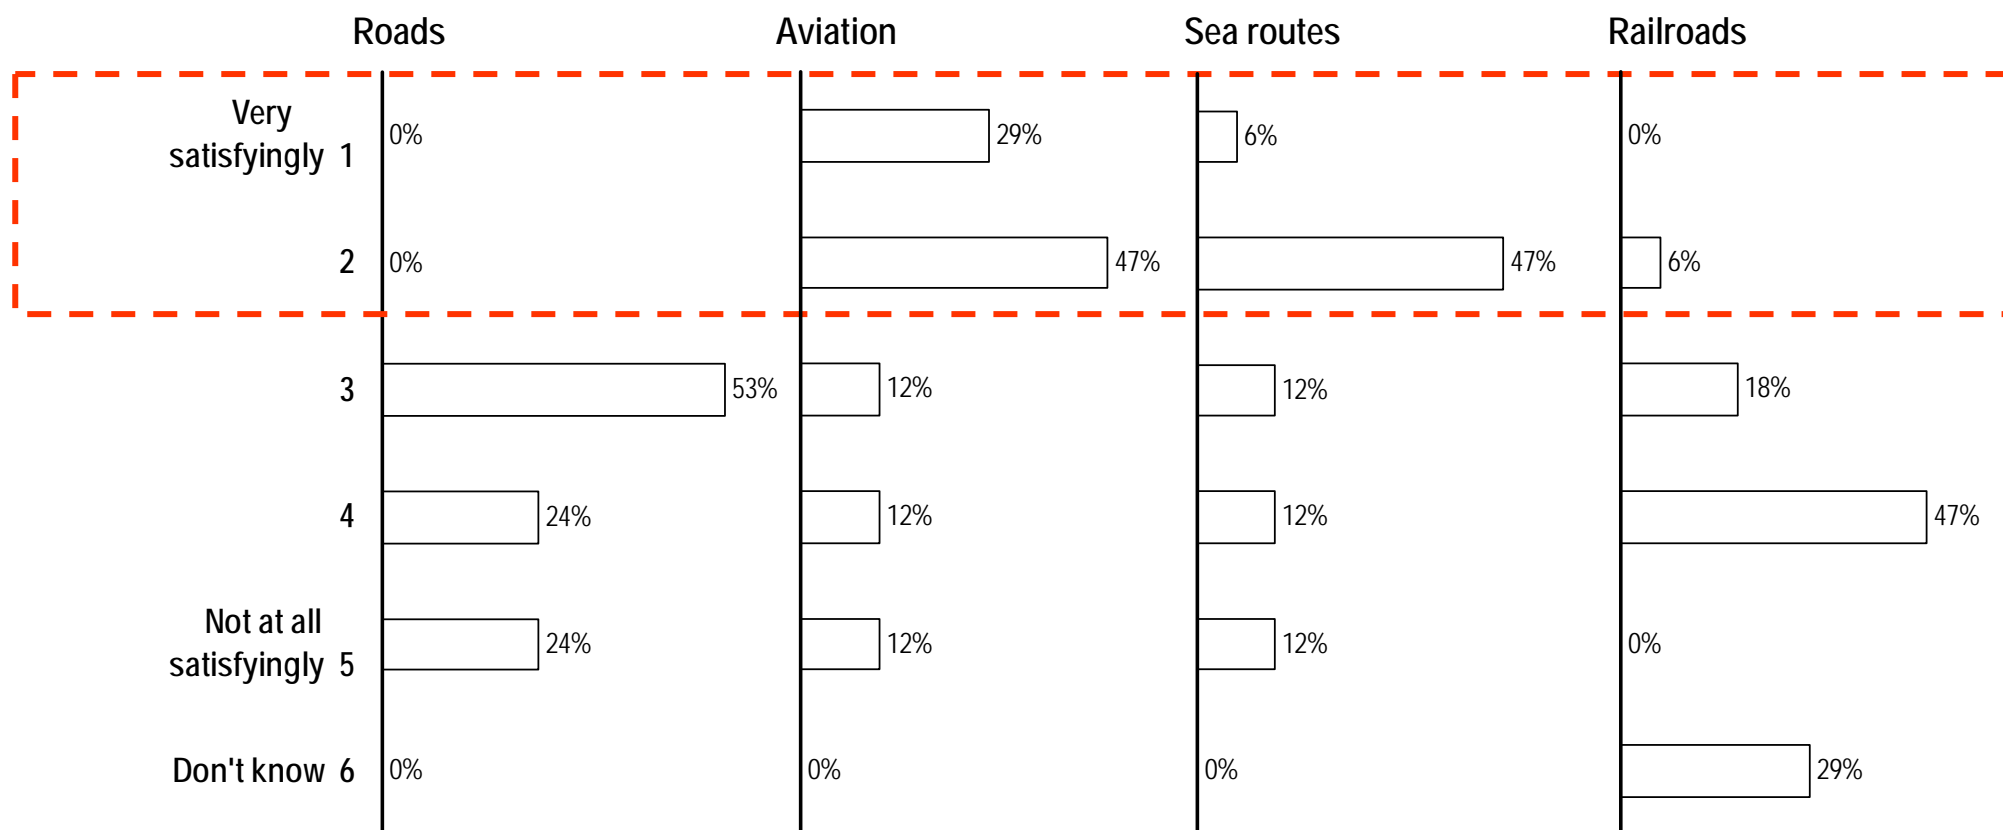 Roads Aviation Sea routes Railroads
Very
satisfyingly 1 0% 29% 6% 0%
2 0% 47% 47% 6%
3 53% 12% 12% 18%
4 24% 12% 12% 47%
Not at all
satisfyingly 5 24% 12% 12% 0%
Don't know 6 0% 0% 0% 29%